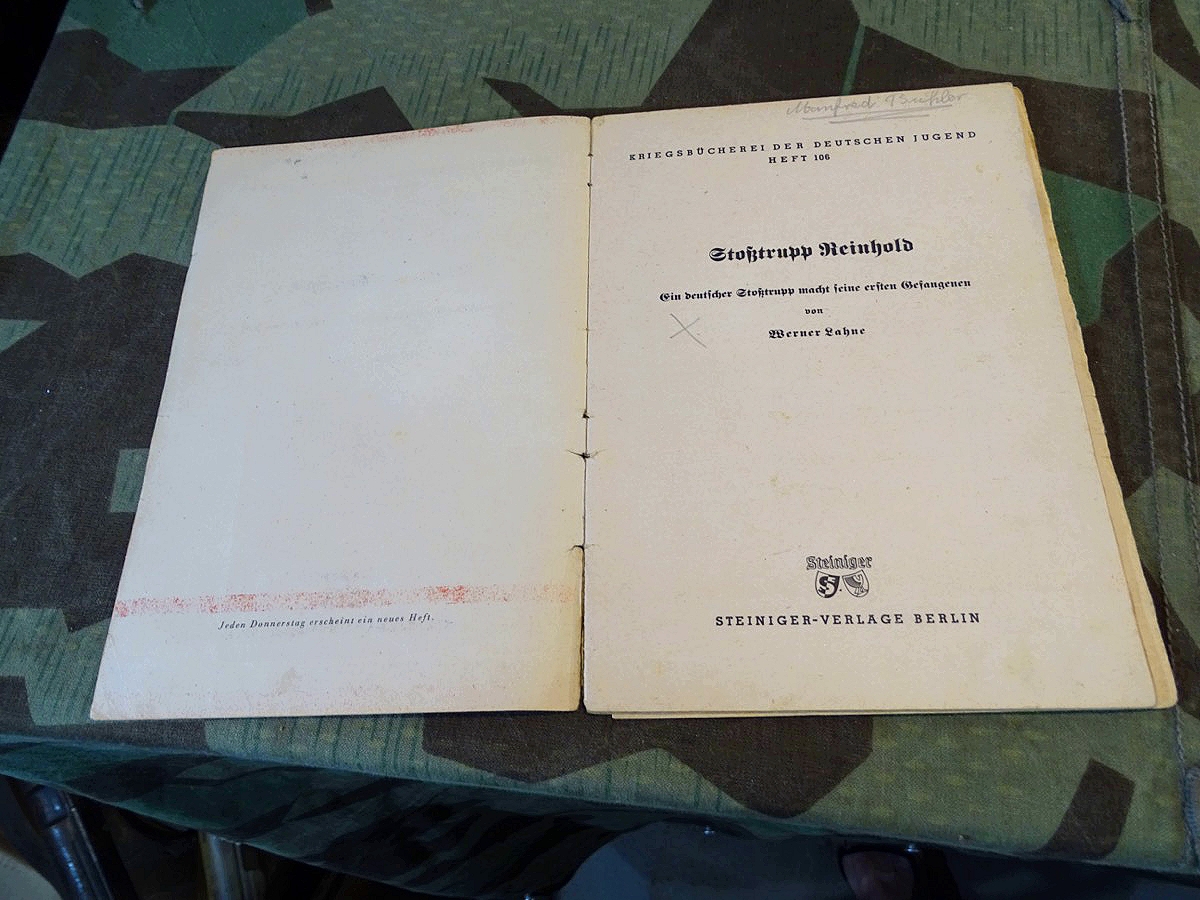 Jeden Donnerstag erscheint ein neues Heft.
Manfred
KRIEGSBÜCHEREI DER DEUTSCHEN JUGEND
HEFT 106
Stoßtrupp Reinhold
Ein deutscher Stoßtrupp macht seine ersten Gefangenen
von
Werner Lahne
Steiniger
STEINIGER-VERLAGE BERLIN